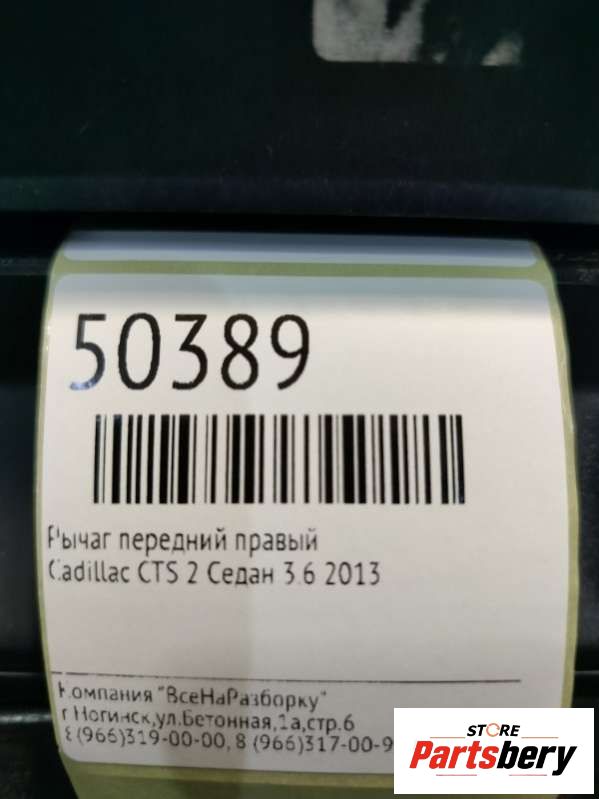 50389
Рычаг передний правый
Cadillac CTS 2 Седан 3.6 2013
Компания "ВсеНаРазборку"
г.Ногинск,ул.Бетонная,1а,стр.6
8(966)319-00-00, 8 (966)317-00-9
STORE
Partsbery